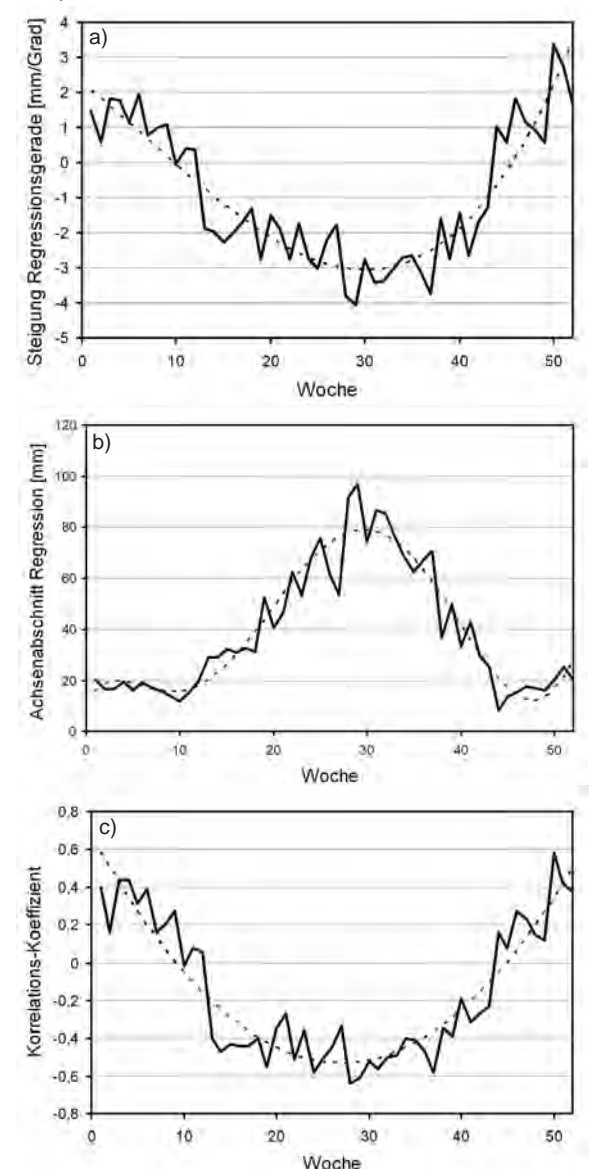 a)
Steigung Regressionsgerade [mm/Grad]
4
3
2
1
0
-1
-2
-3
-4
-5
0 10 20 30 40 50
Woche
b)
Achsenabschnitt Regression [mm]
120
100
80
60
40
20
0
0 10 20 30 40 50
Woche
c)
Korrelations-Koeffizient
0,8
0,6
0,4
0,2
0
-0,2
-0,4
-0,6
-0,8
0 10 20 30 40 50
Woche